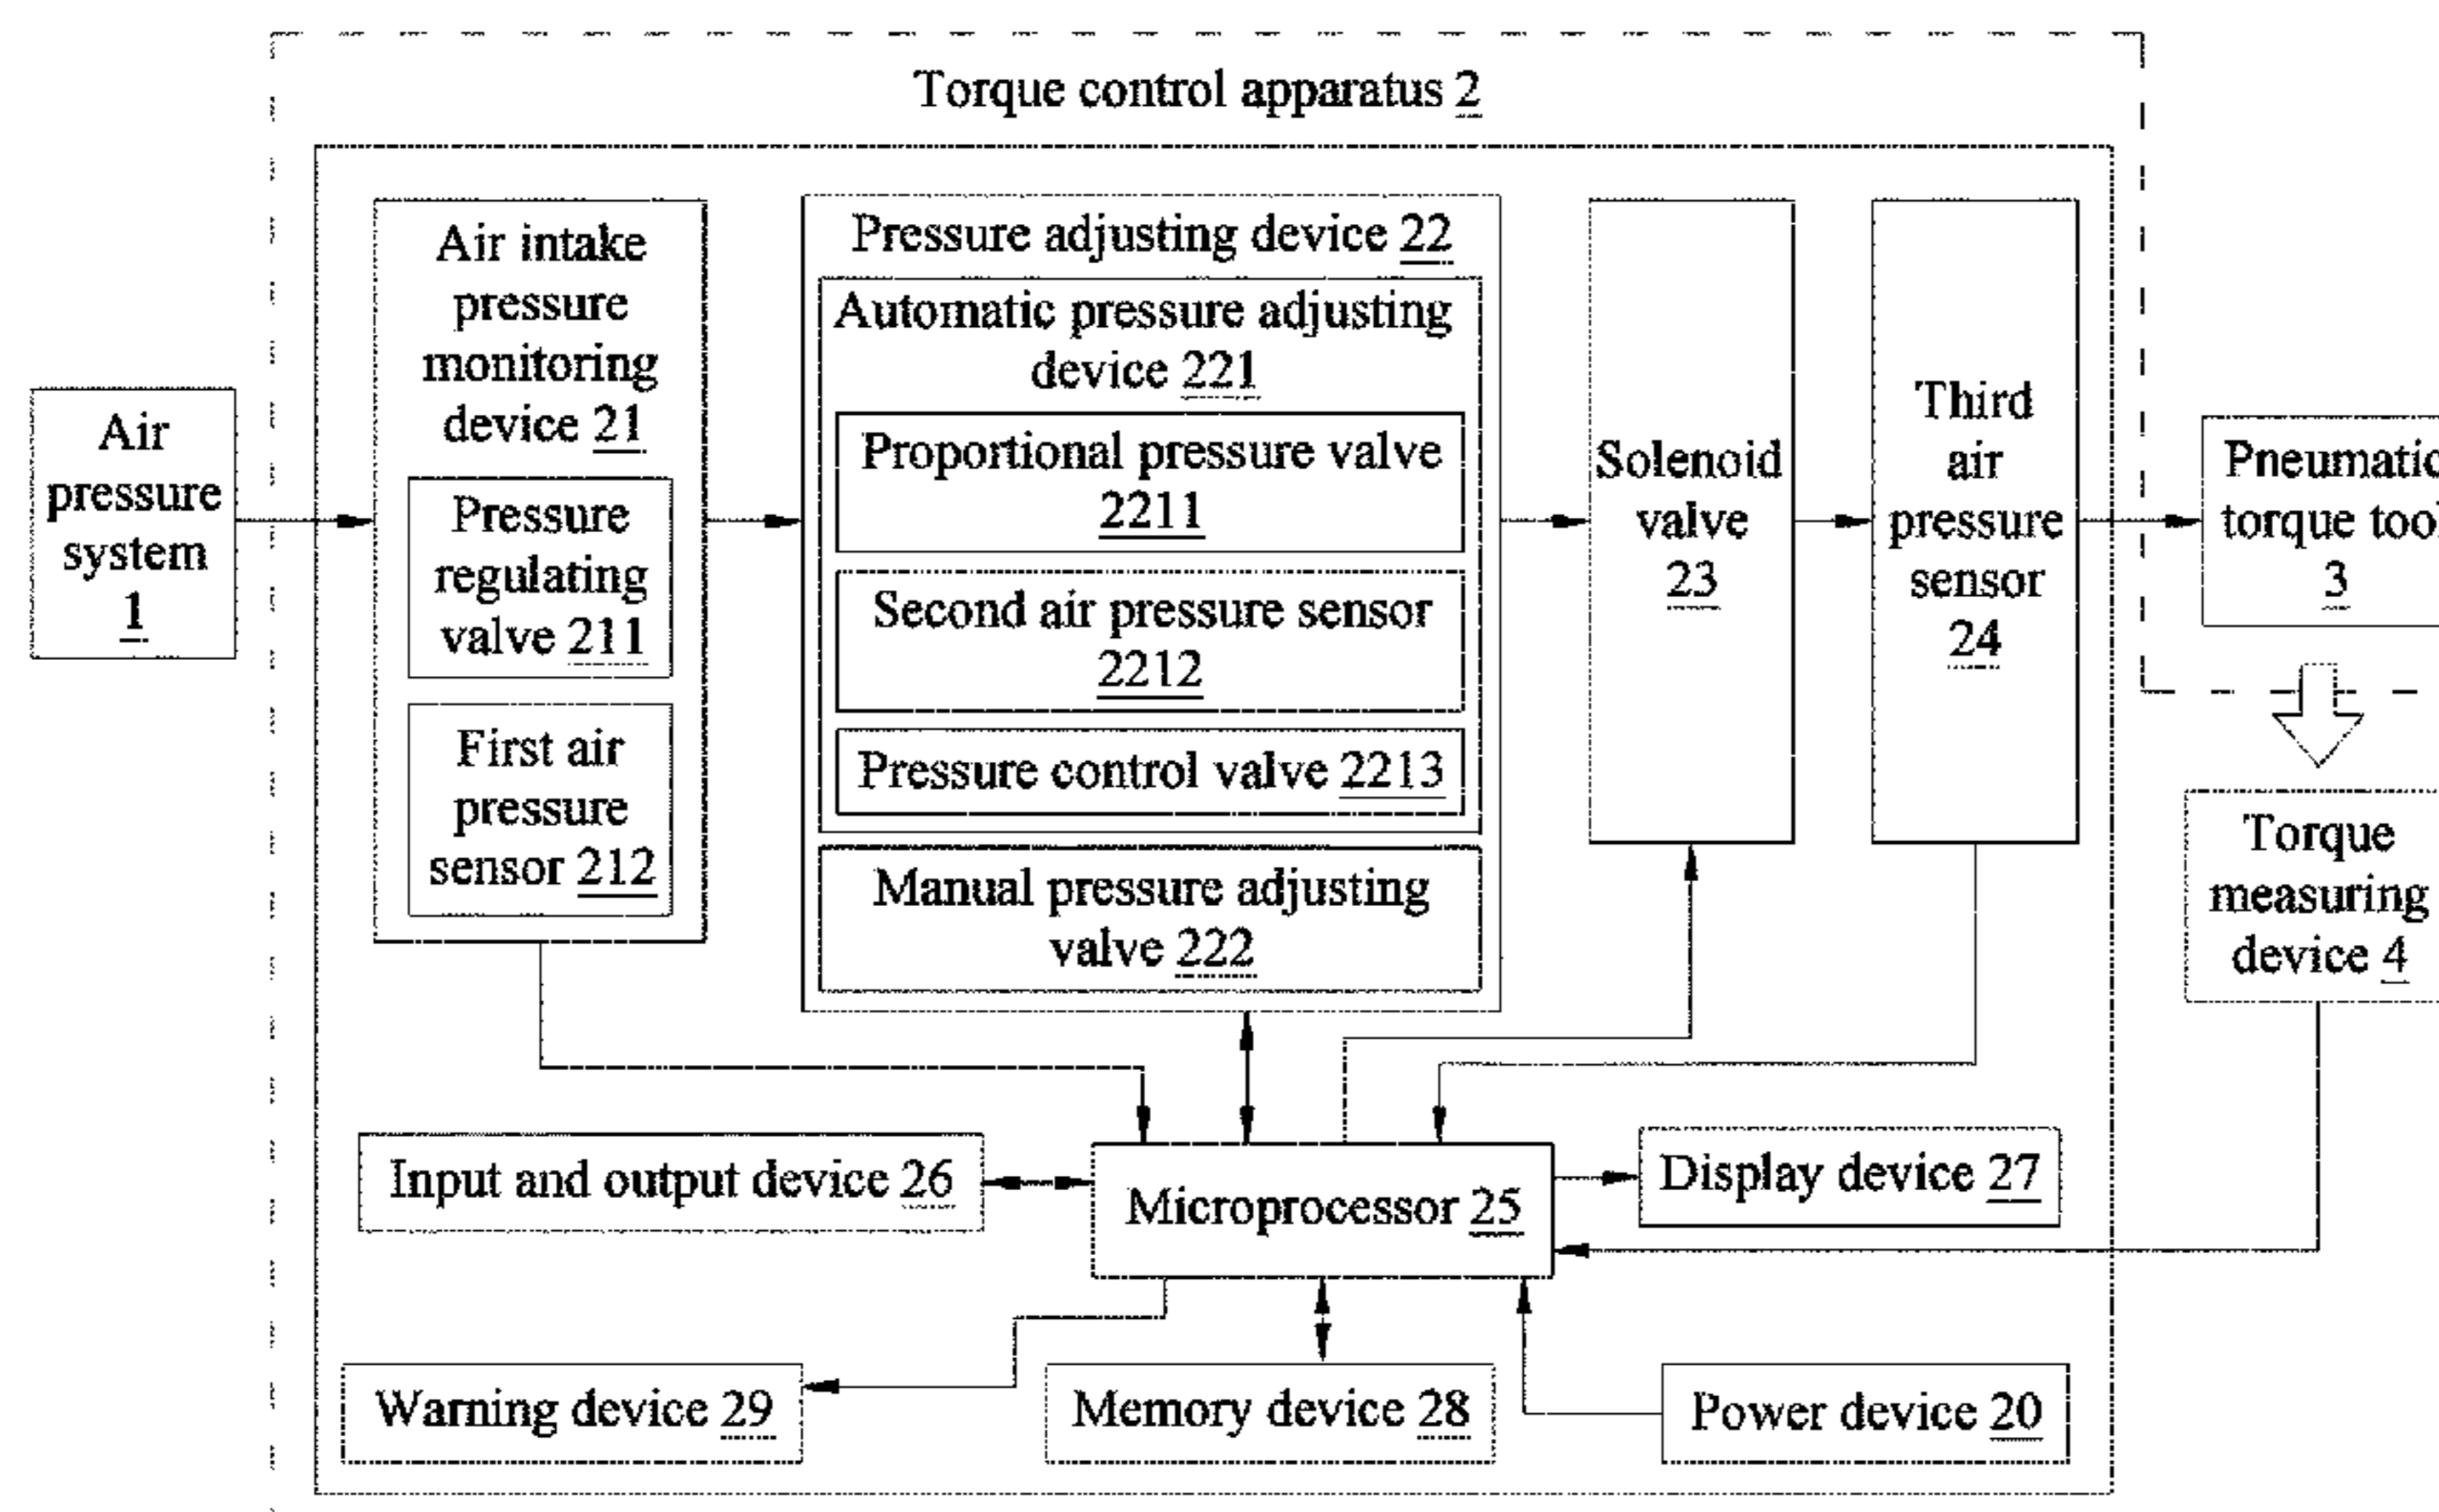 Torque control apparatus 2
Air
pressure
system
1
Air intake
pressure
monitoring
device 21
Pressure
regulating
valve 211
First air
pressure
sensor 212
Pressure adjusting device 22
Automatic pressure adjusting
device 221
Proportional pressure valve
2211
Second air pressure sensor
2212
Pressure control valve 2213
Manual pressure adjusting
valve 222
Solenoid
valve
23
Third
air
pressure
sensor
24
Pneumatic
torque tool
3
Torque
measuring
device 4
Input and output device 26
Microprocessor 25
Display device 27
Warning device 29
Memory device 28
Power device 20